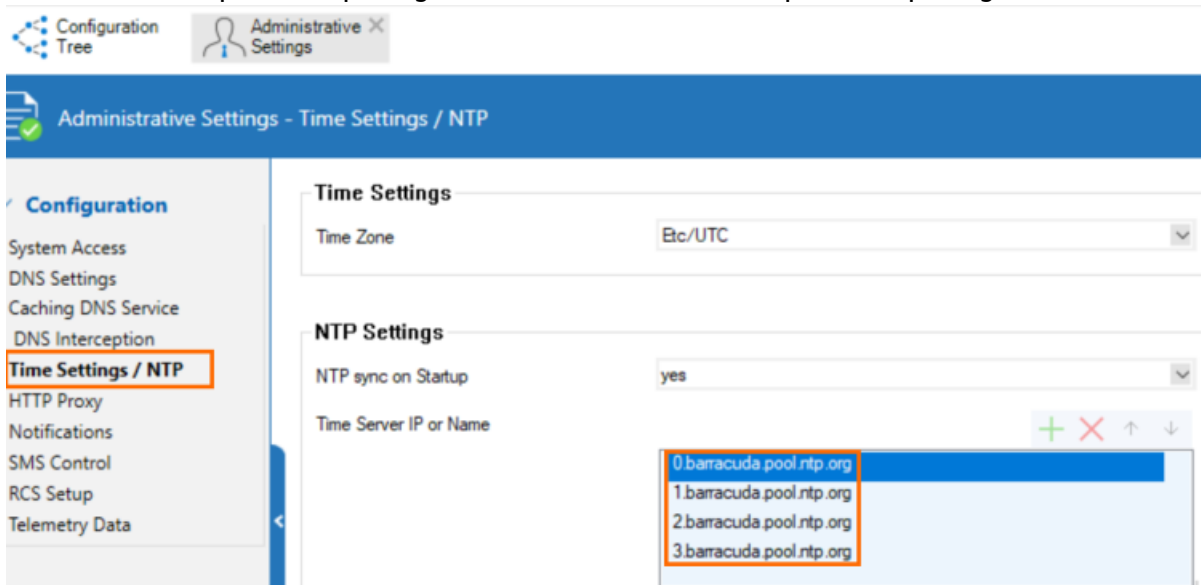 Configuration Tree
Administrative Settings
Administrative Settings - Time Settings / NTP
Configuration
System Access
DNS Settings
Caching DNS Service
DNS Interception
Time Settings / NTP
HTTP Proxy
Notifications
SMS Control
RCS Setup
Telemetry Data
Time Settings
Time Zone
Etc/UTC
NTP Settings
NTP sync on Startup
yes
Time Server IP or Name
0.barracuda.pool.ntp.org
1.barracuda.pool.ntp.org
2.barracuda.pool.ntp.org
3.barracuda.pool.ntp.org